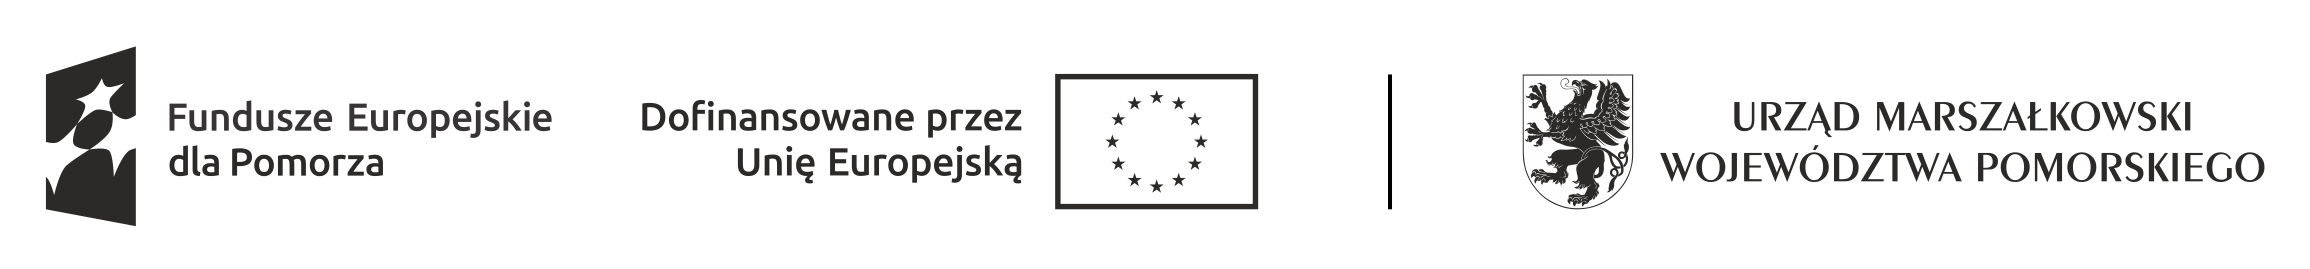 Fundusze Europejskie
dla Pomorza
Dofinansowane przez
Unię Europejską
URZĄD MARSZAŁKOWSKI
WOJEWÓDZTWA POMORSKIEGO